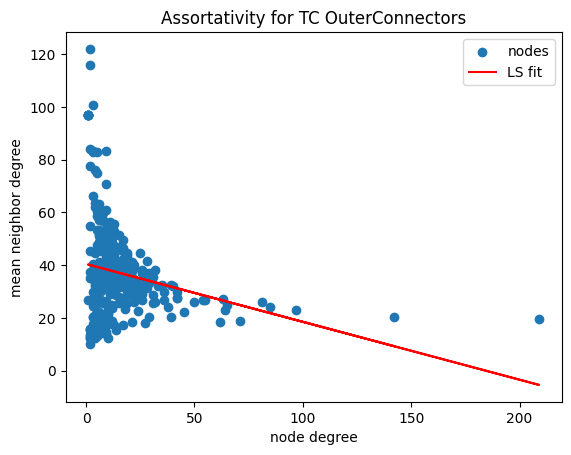 Assortativity for TC OuterConnectors
nodes
LS fit
120
100
80
60
40
20
0
mean neighbor degree
0
50
100
150
200
node degree